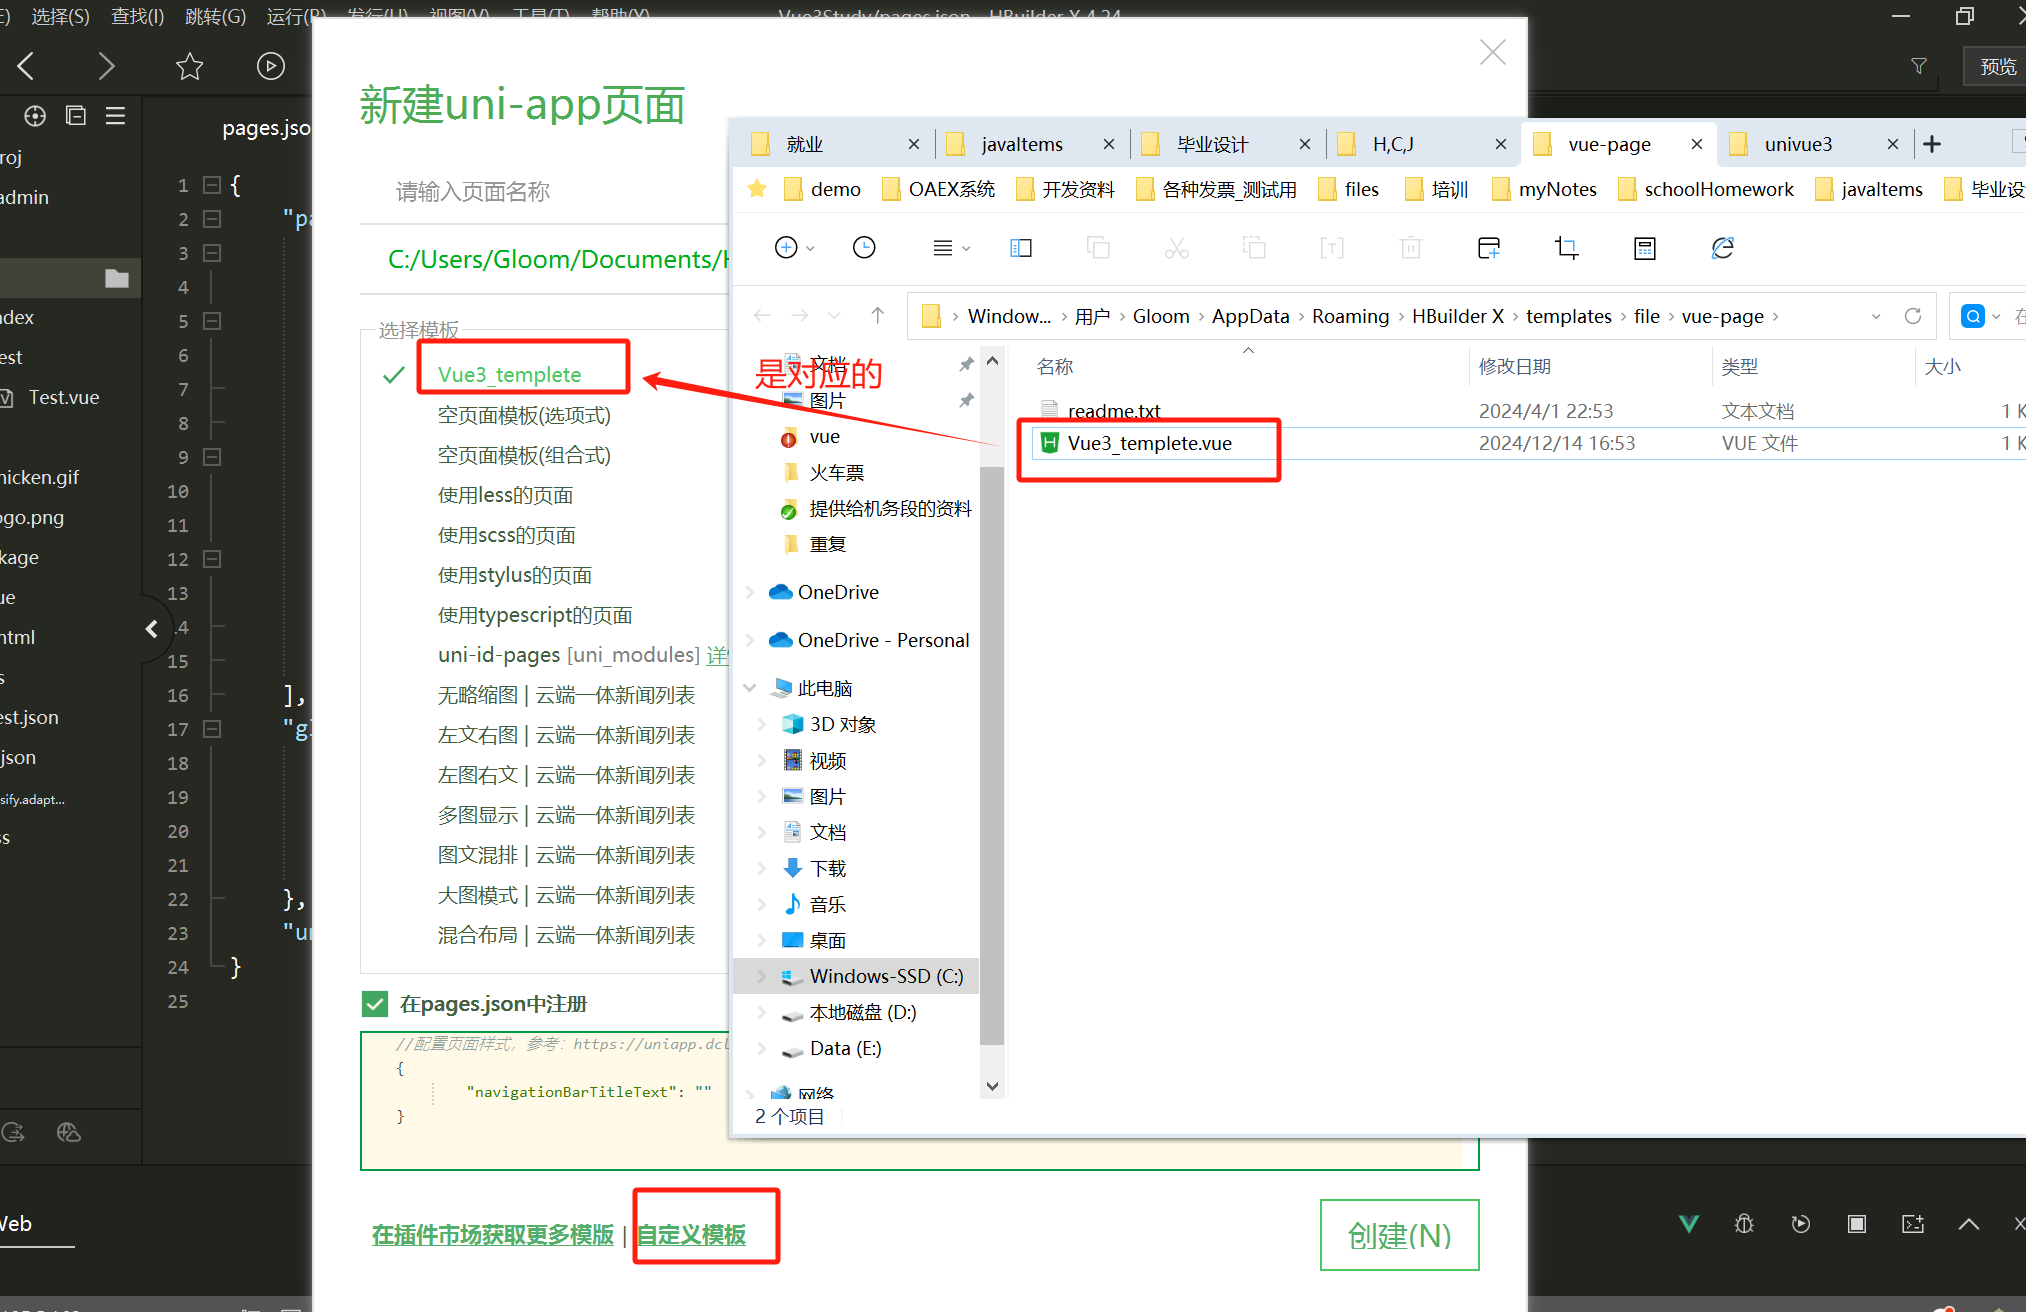 选择(S) 查找(I) 跳转(G) 运行(R) 发行(U) 视图(V) 工具(T) 帮助(Y) Vue3Study/pages.json - HBuilder X 4.24
预览
新建uni-app页面
请输入页面名称
C:/Users/Gloom/Documents/H
选择模板
Vue3_templete
空页面模板(选项式)
空页面模板(组合式)
使用less的页面
使用scss的页面
使用stylus的页面
使用typescript的页面
uni-id-pages [uni_modules] 详
无略缩图 | 云端一体新闻列表
左文右图 | 云端一体新闻列表
左图右文 | 云端一体新闻列表
多图显示 | 云端一体新闻列表
图文混排 | 云端一体新闻列表
大图模式 | 云端一体新闻列表
混合布局 | 云端一体新闻列表
在pages.json中注册
//配置页面样式，参考：https://uniapp.dcl
{
"navigationBarTitleText": ""
}
在插件市场获取更多模版 | 自定义模板
创建(N)
pages.jso
roj
admin
ndex
est
Test.vue
hicken.gif
ogo.png
kage
ue
html
s
est.json
json
sify.adapt...
ss
Web
1 {
2 "pa
3
4
5
6
7
8
9
10
11
12
13
14
15
16 ],
17 "gl
18
19
20
21
22 },
23 "un
24 }
25
就业 javaItems 毕业设计 H,C,J vue-page univue3
demo OAEX系统 开发资料 各种发票_测试用 files 培训 myNotes schoolHomework javaItems 毕业设
Window... 用户 Gloom AppData Roaming HBuilder X templates file vue-page
在
名称 修改日期 类型 大小
readme.txt 2024/4/1 22:53 文本文档 1 K
Vue3_templete.vue 2024/12/14 16:53 VUE 文件 1 K
是对应的
文档
图片
vue
火车票
提供给机务段的资料
重复
OneDrive
OneDrive - Personal
此电脑
3D 对象
视频
图片
文档
下载
音乐
桌面
Windows-SSD (C:)
本地磁盘 (D:)
Data (E:)
网络
2 个项目